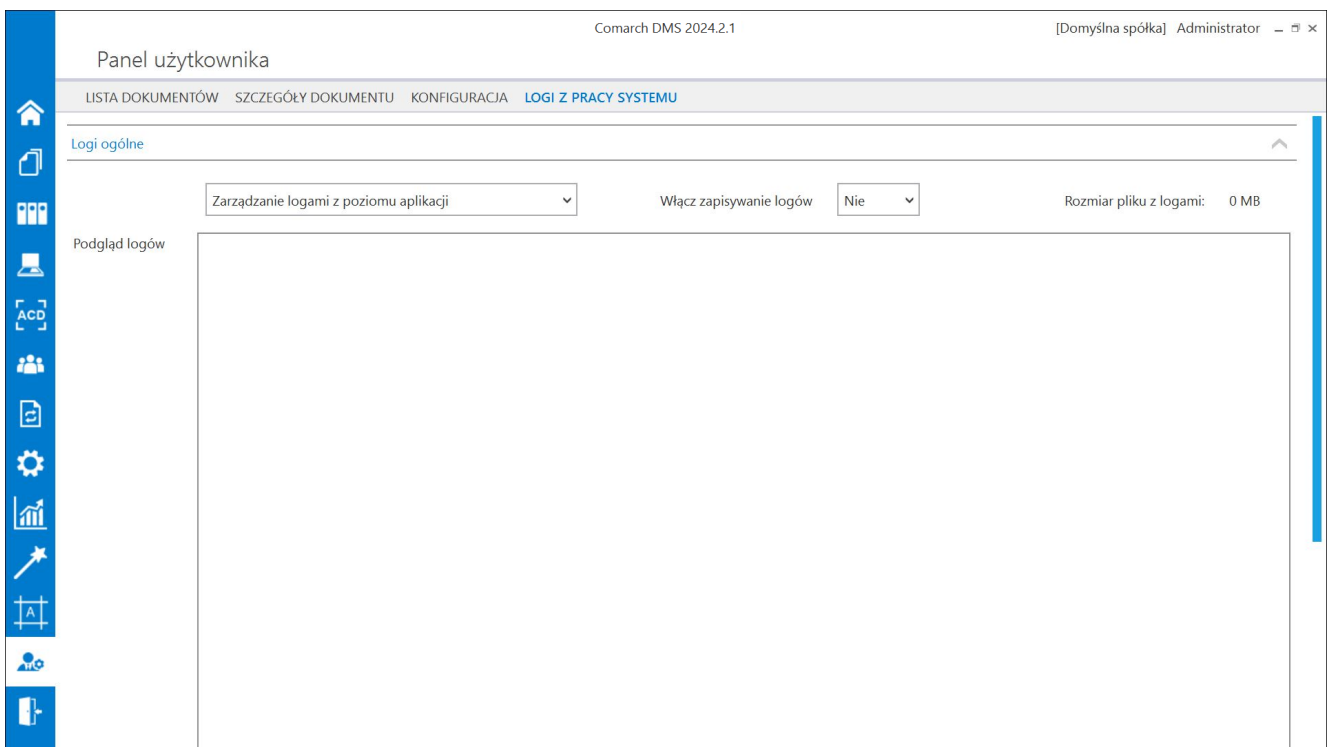 Comarch DMS 2024.2.1 [Domyślna spółka] Administrator
Panel użytkownika
LISTA DOKUMENTÓW SZCZEGÓŁY DOKUMENTU KONFIGURACJA LOGI Z PRACY SYSTEMU
Logi ogólne
Zarządzanie logami z poziomu aplikacji Włącz zapisywanie logów Nie Rozmiar pliku z logami: 0 MB
Podgląd logów
ACD
A